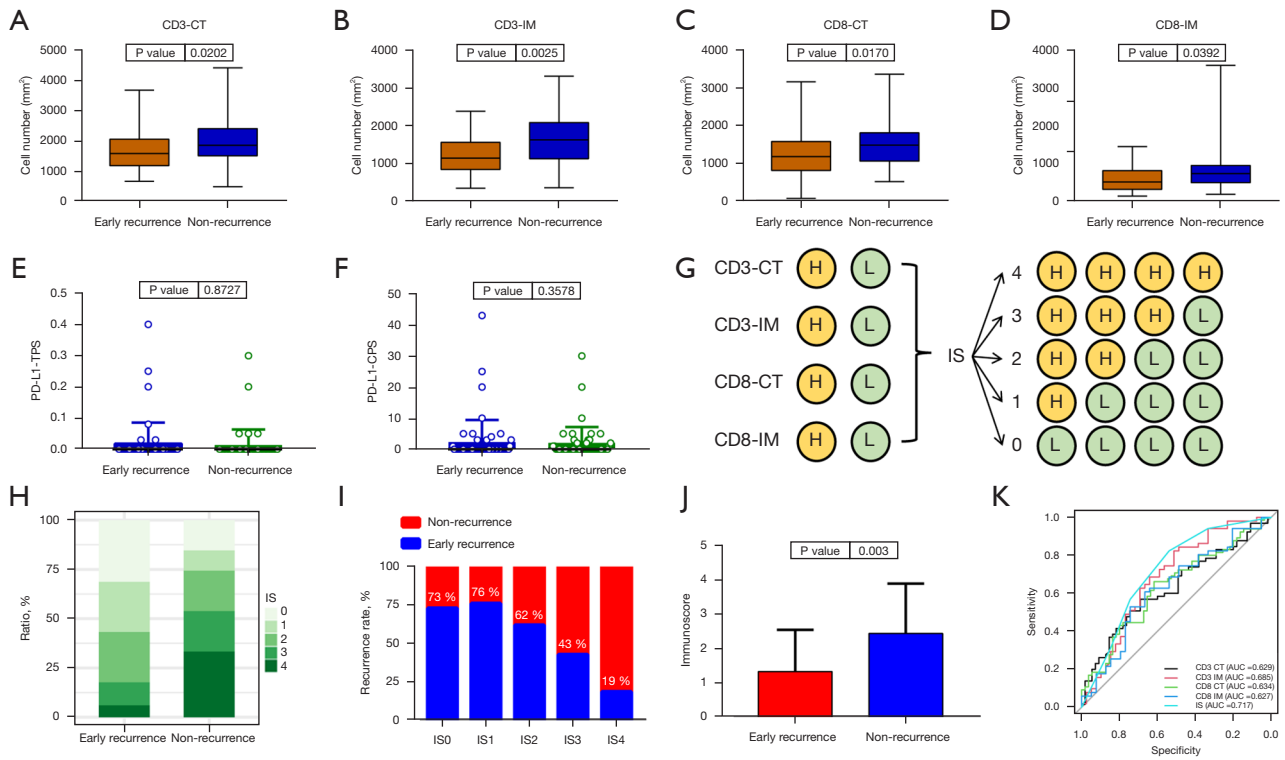 A
CD3-CT
P value 0.0202
Cell number (mm²)
5000
4000
3000
2000
1000
0
Early recurrence Non-recurrence
B
CD3-IM
P value 0.0025
Cell number (mm²)
4000
3000
2000
1000
0
Early recurrence Non-recurrence
C
CD8-CT
P value 0.0170
Cell number (mm²)
4000
3000
2000
1000
0
Early recurrence Non-recurrence
D
CD8-IM
P value 0.0392
Cell number (mm²)
4000
3000
2000
1000
0
Early recurrence Non-recurrence
E
P value 0.8727
PD-L1-TPS
0.5
0.4
0.3
0.2
0.1
0.0
Early recurrence Non-recurrence
F
P value 0.3578
PD-L1-CPS
50
40
30
20
10
0
Early recurrence Non-recurrence
G
CD3-CT H L
CD3-IM H L
CD8-CT H L
CD8-IM H L
IS
4 H H H H
3 H H H L
2 H H L L
1 H L L L
0 L L L L
H
Ratio, %
100
75
50
25
0
Early recurrence Non-recurrence
IS
0
1
2
3
4
I
Non-recurrence
Early recurrence
Recurrence rate, %
100
75
50
25
0
73 %
76 %
62 %
43 %
19 %
IS0 IS1 IS2 IS3 IS4
J
P value 0.003
Immunoscore
5
4
3
2
1
0
Early recurrence Non-recurrence
K
Sensitivity
1.0
0.8
0.6
0.4
0.2
0.0
CD3 CT (AUC =0.629)
CD3 IM (AUC =0.685)
CD8 CT (AUC =0.634)
CD8 IM (AUC =0.627)
IS (AUC =0.717)
1.0 0.8 0.6 0.4 0.2 0.0
Specificity